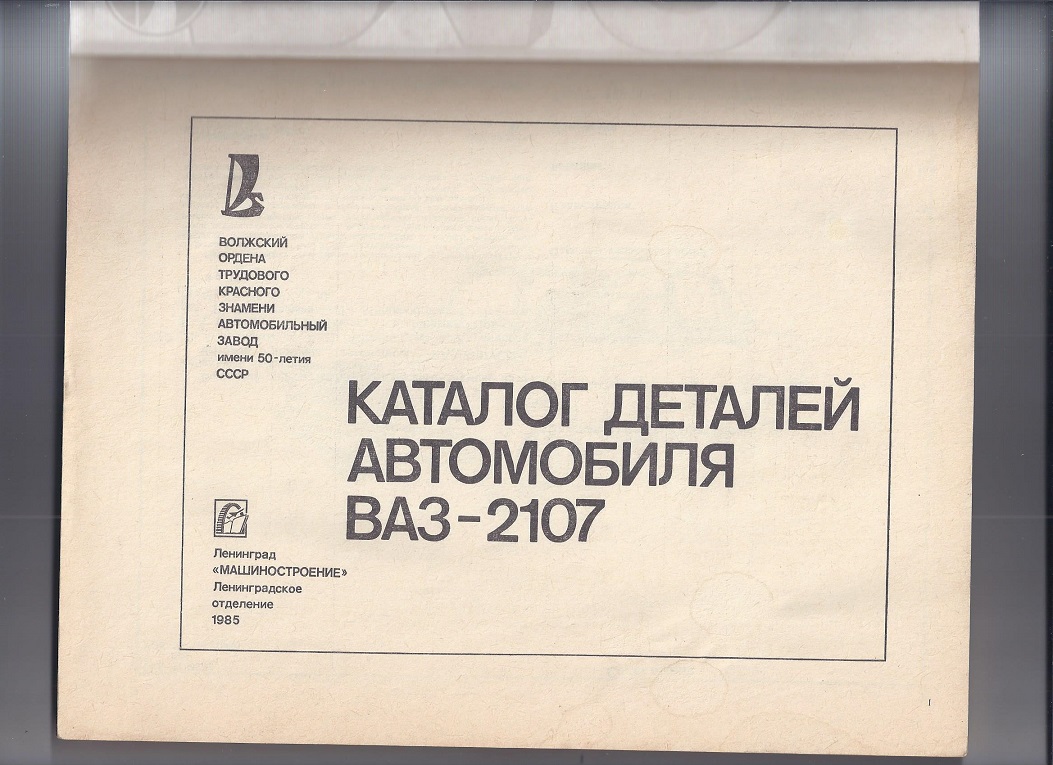 ВОЛЖСКИЙ
ОРДЕНА
ТРУДОВОГО
КРАСНОГО
ЗНАМЕНИ
АВТОМОБИЛЬНЫЙ
ЗАВОД
имени 50-летия
СССР
КАТАЛОГ ДЕТАЛЕЙ
АВТОМОБИЛЯ
ВАЗ-2107
Ленинград
«МАШИНОСТРОЕНИЕ»
Ленинградское
отделение
1985
1